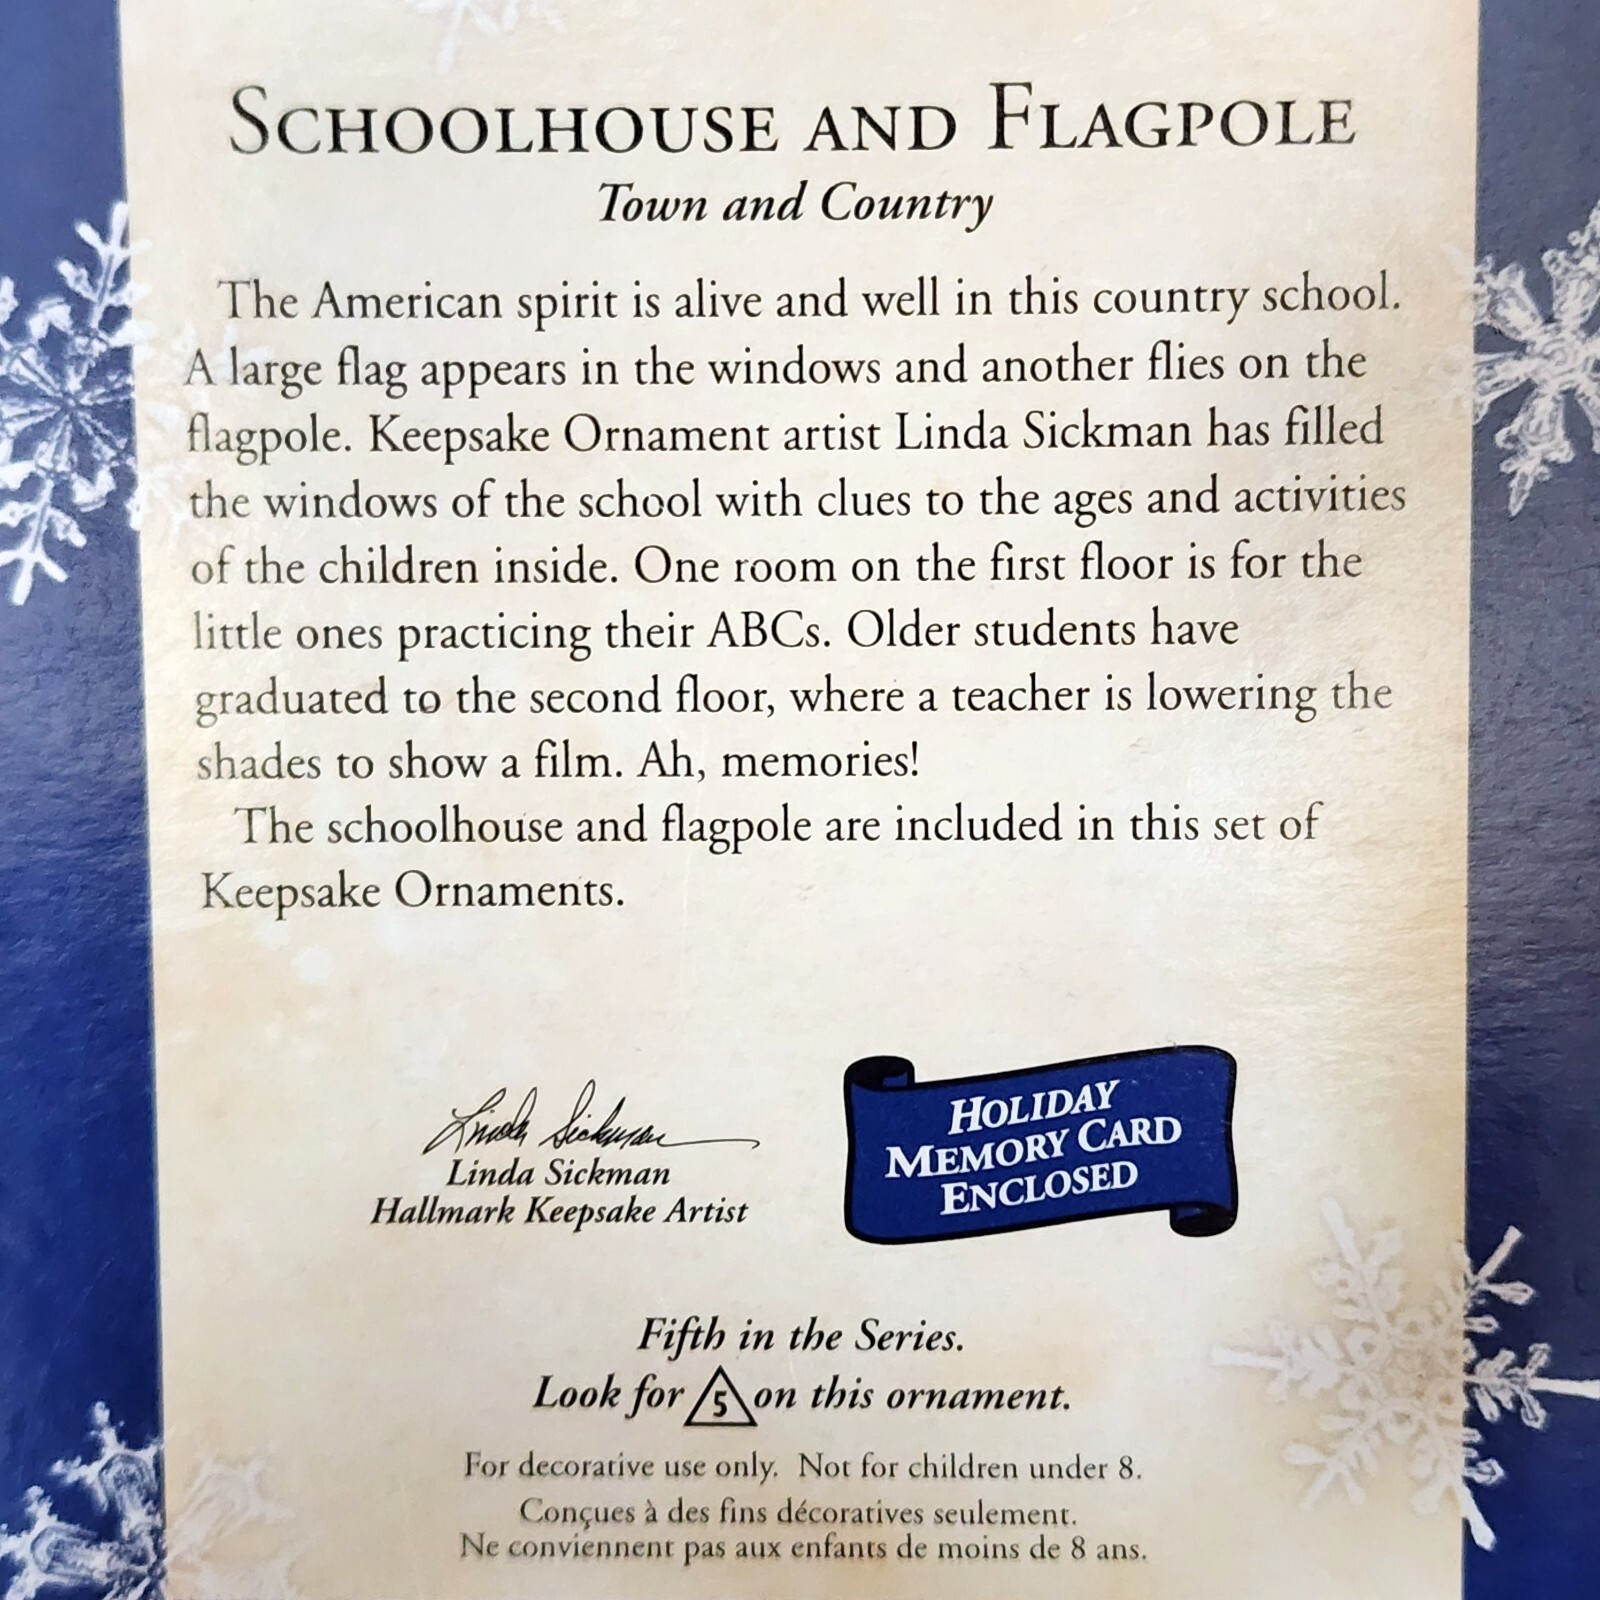 SCHOOLHOUSE AND FLAGPOLE
Town and Country
The American spirit is alive and well in this country school.
A large flag appears in the windows and another flies on the
flagpole. Keepsake Ornament artist Linda Sickman has filled
the windows of the school with clues to the ages and activities
of the children inside. One room on the first floor is for the
little ones practicing their ABCs. Older students have
graduated to the second floor, where a teacher is lowering the
shades to show a film. Ah, memories!
The schoolhouse and flagpole are included in this set of
Keepsake Ornaments.
Linda Sickman
Linda Sickman
Hallmark Keepsake Artist
HOLIDAY
MEMORY CARD
ENCLOSED
Fifth in the Series.
Look for 5 on this ornament.
For decorative use only. Not for children under 8.
Conçues à des fins décoratives seulement.
Ne conviennent pas aux enfants de moins de 8 ans.